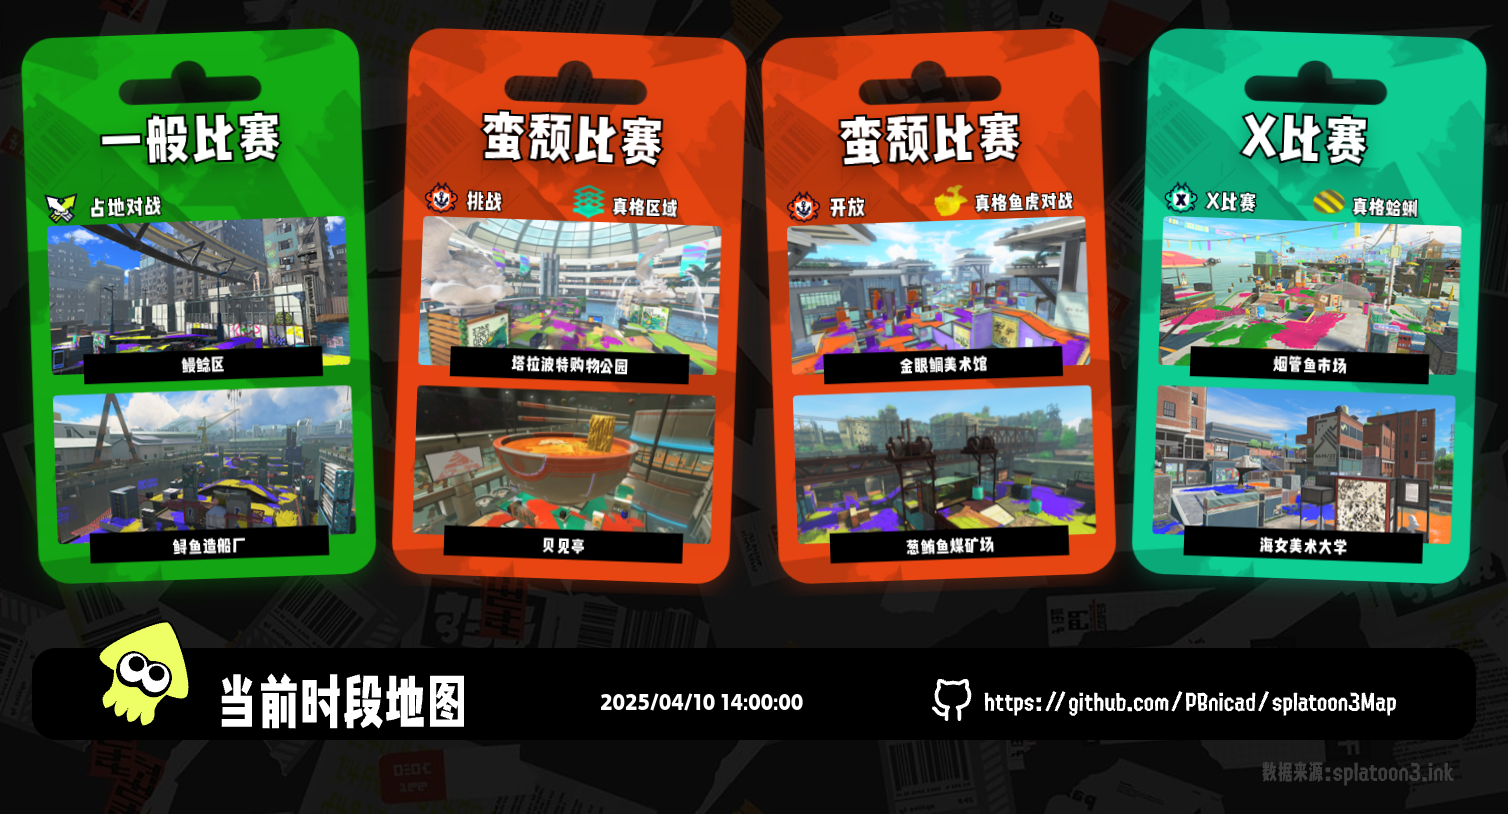 一般比赛
占地对战
鳗鲶区
鲟鱼造船厂
蛮颓比赛
挑战
真格区域
塔拉波特购物公园
贝见亭
蛮颓比赛
开放
真格鱼虎对战
金眼鲷美术馆
葱鲔鱼煤矿场
X比赛
X比赛
真格蛤蜊
烟管鱼市场
海女美术大学
当前时段地图
2025/04/10 14:00:00
https://github.com/PBnicad/splatoon3Map
数据来源:splatoon3.ink